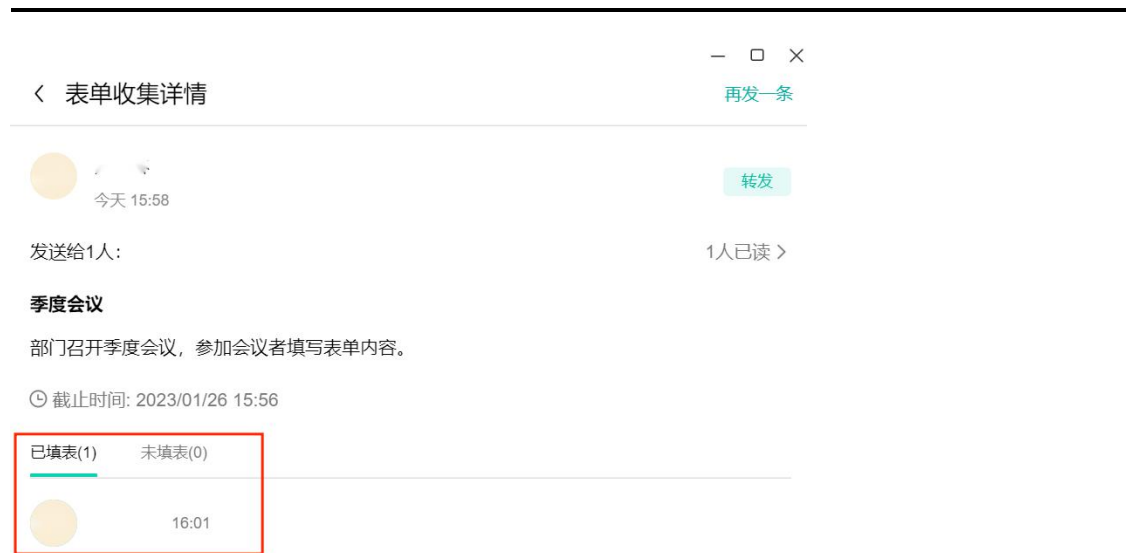 表单收集详情
再发一条
今天 15:58
转发
发送给1人:
1人已读
季度会议
部门召开季度会议，参加会议者填写表单内容。
截止时间: 2023/01/26 15:56
已填表(1) 未填表(0)
16:01